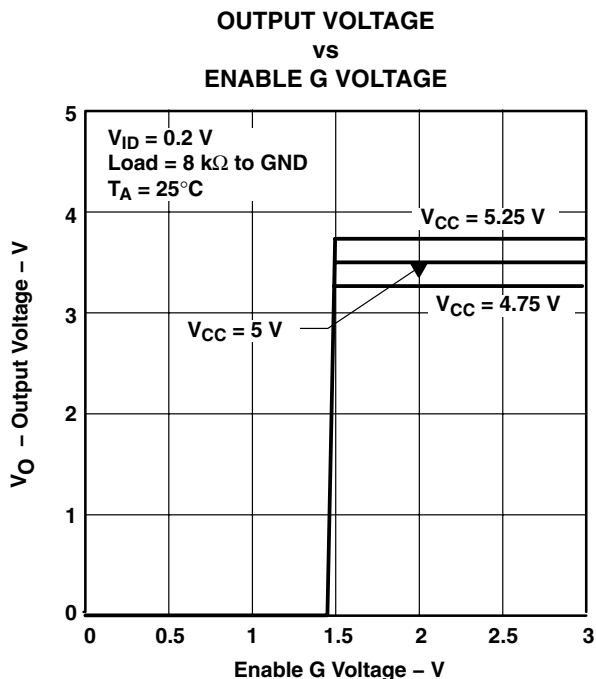 OUTPUT VOLTAGE
vs
ENABLE G VOLTAGE
5
4
3
2
1
0
V_O – Output Voltage – V
V_ID = 0.2 V
Load = 8 kΩ to GND
T_A = 25°C
V_CC = 5.25 V
V_CC = 4.75 V
V_CC = 5 V
0 0.5 1 1.5 2 2.5 3
Enable G Voltage – V